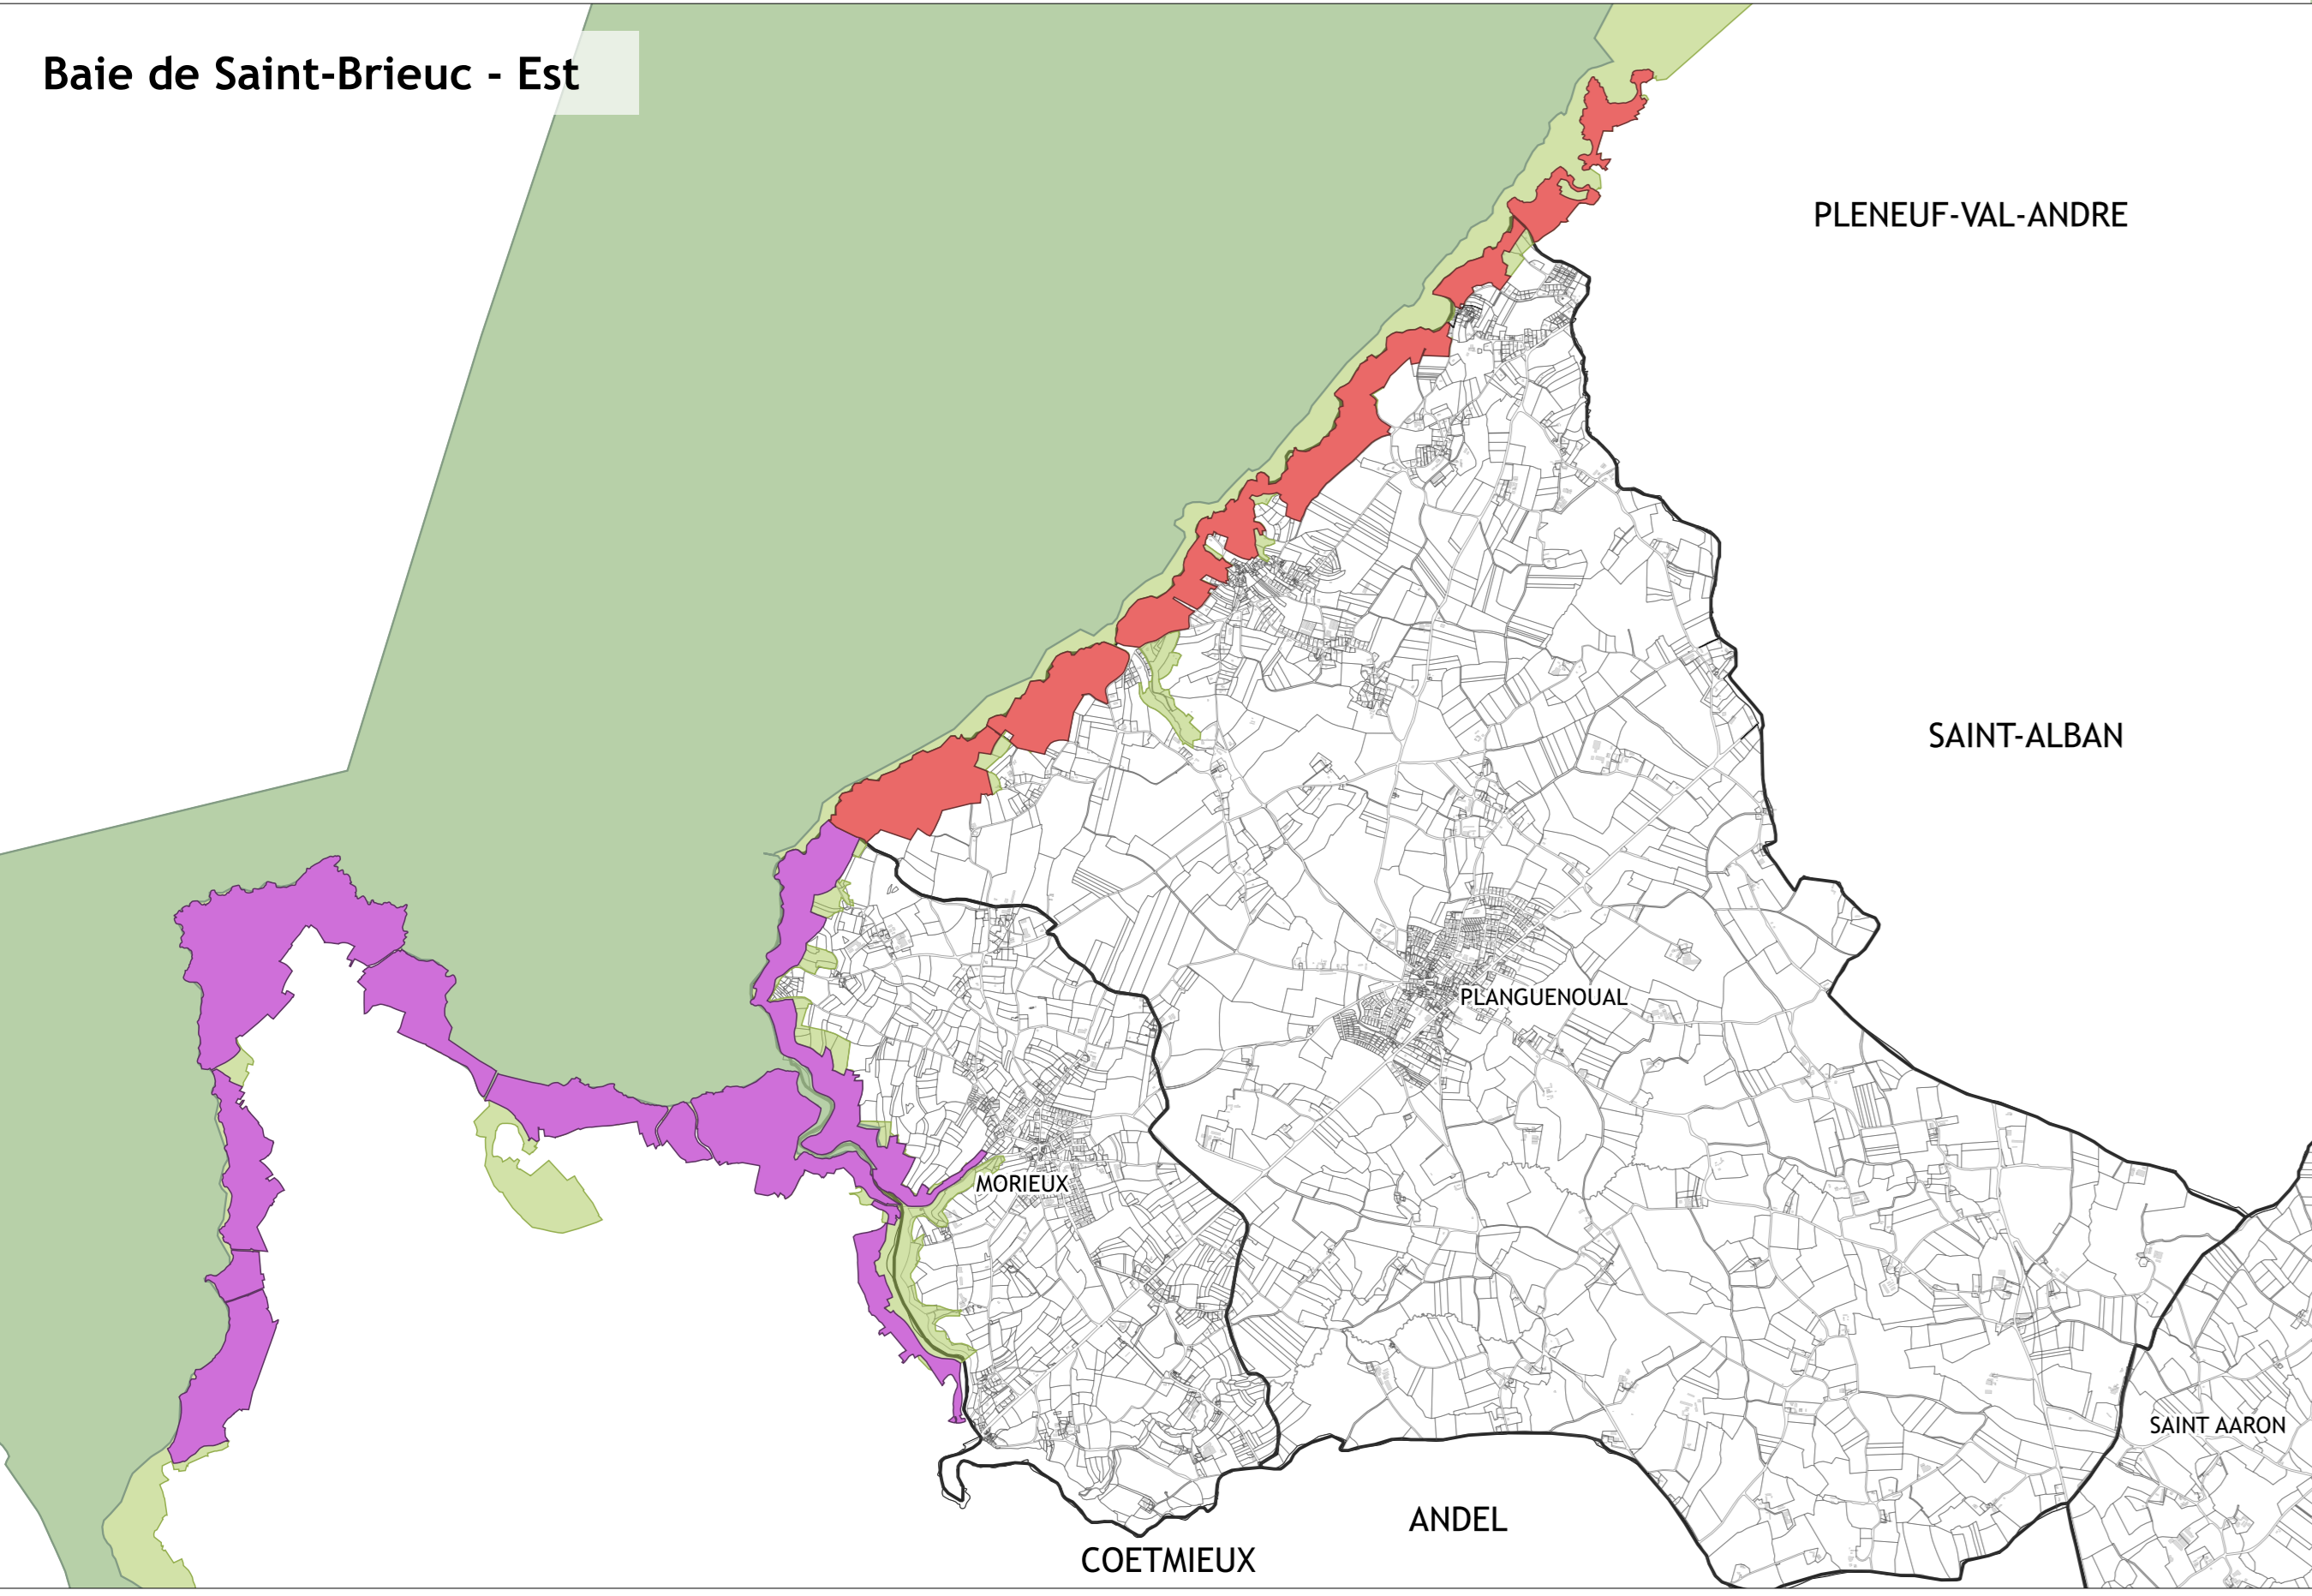 Baie de Saint-Brieuc - Est
PLENEUF-VAL-ANDRE
SAINT-ALBAN
PLANGUENOUAL
MORIEUX
SAINT AARON
ANDEL
COETMIEUX